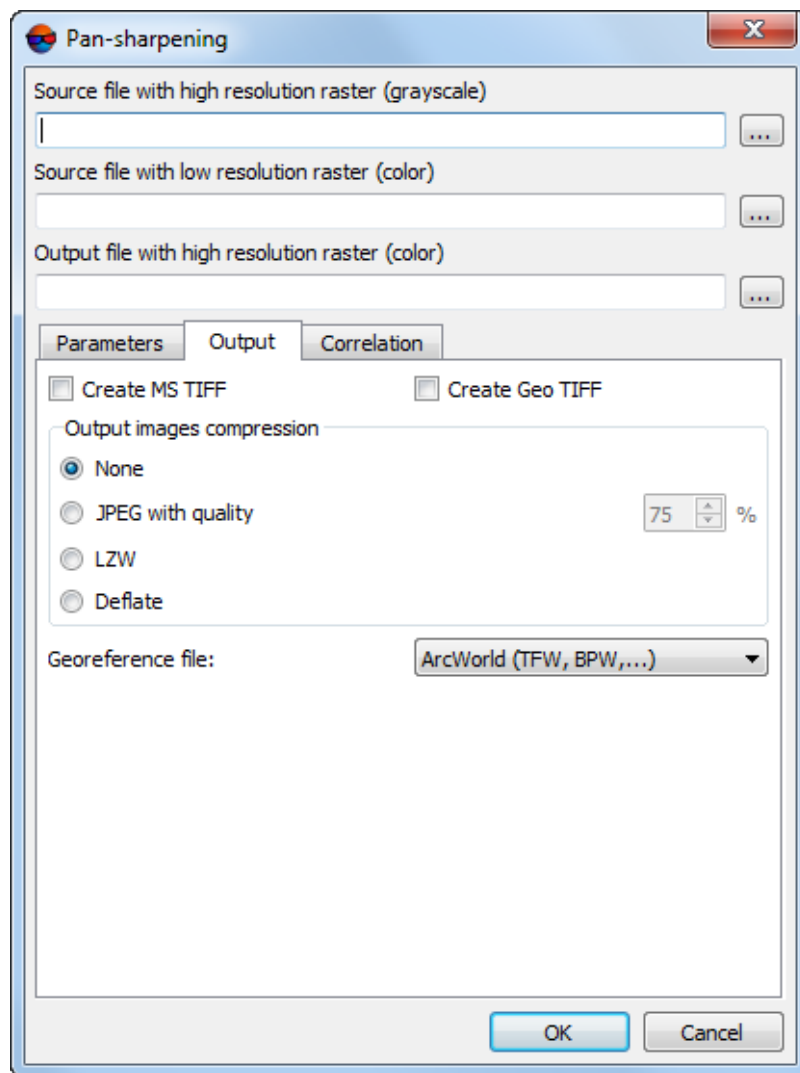 Pan-sharpening
Source file with high resolution raster (grayscale)
...
Source file with low resolution raster (color)
...
Output file with high resolution raster (color)
...
Parameters Output Correlation
Create MS TIFF Create Geo TIFF
Output images compression
None
JPEG with quality 75 %
LZW
Deflate
Georeference file: ArcWorld (TFW, BPW,...)
OK Cancel